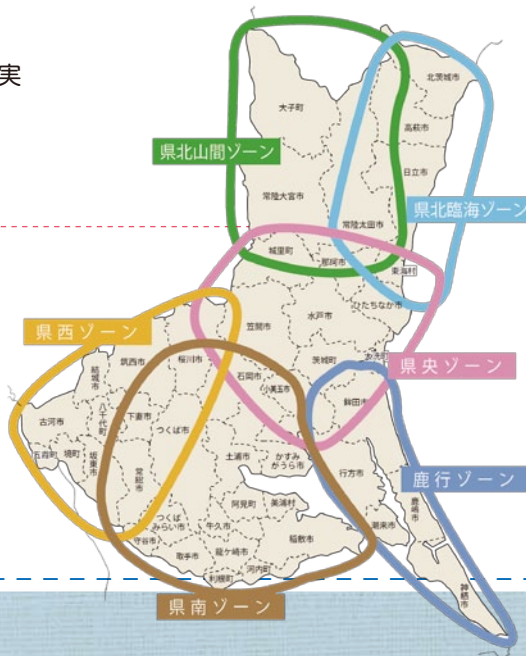 実
北茨城市
大子町
高萩市
県北山間ゾーン
日立市
常陸大宮市
県北臨海ゾーン
常陸太田市
城里町
那珂市
東海村
ひたちなか市
水戸市
笠間市
県西ゾーン
桜川市
筑西市
茨城町
大洗町
県央ゾーン
石岡市
小美玉市
結城市
八千代町
下妻市
鉾田市
古河市
つくば市
五霞町
境町
坂東市
土浦市
かすみ
がうら市
行方市
鹿行ゾーン
常総市
阿見町
美浦村
鹿嶋市
つくば
みらい市
牛久市
潮来市
守谷市
稲敷市
取手市
龍ケ崎市
河内町
利根町
神栖市
県南ゾーン